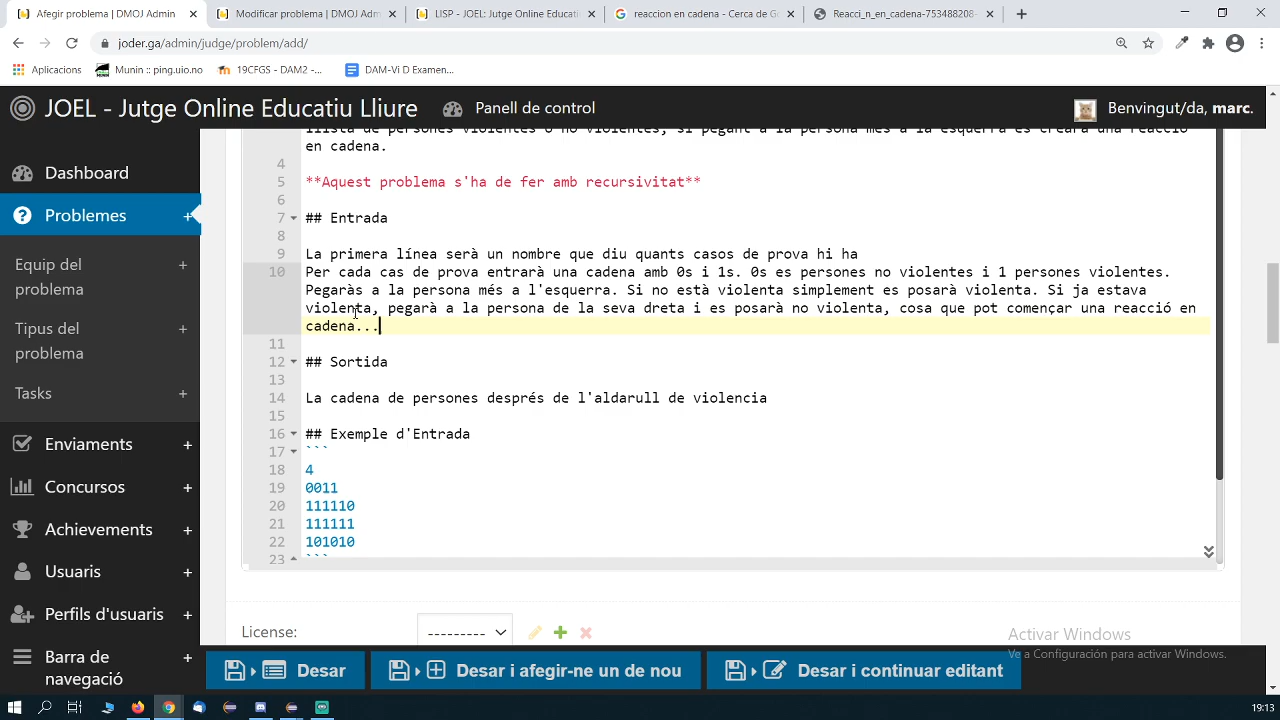 Afegir problema | DMOJ Admin
Modificar problema | DMOJ Adm
LISP - JOEL: Jutge Online Educati
reaccion en cadena - Cerca de G
Reacci_n_en_cadena-753488208-
joder.ga/admin/judge/problem/add/
Aplicacions
Munin :: ping.uio.no
19CFGS - DAM2 -...
DAM-Vi D Examen...
JOEL - Jutge Online Educatiu Lliure
Panell de control
Benvingut/da, marc.
Dashboard
Problemes +
Equip del problema +
Tipus del problema +
Tasks +
Enviaments +
Concursos +
Achievements +
Usuaris +
Perfils d'usuaris +
Barra de navegació +
llista de persones violentes o no violentes, si pegant a la persona més a la esquerra es crearà una reacció
en cadena.
4
5 **Aquest problema s'ha de fer amb recursivitat**
6
7 ## Entrada
8
9 La primera línea serà un nombre que diu quants casos de prova hi ha
10 Per cada cas de prova entrarà una cadena amb 0s i 1s. 0s es persones no violentes i 1 persones violentes.
Pegaràs a la persona més a l'esquerra. Si no està violenta simplement es posarà violenta. Si ja estava
violenta, pegarà a la persona de la seva dreta i es posarà no violenta, cosa que pot començar una reacció en
cadena...
11
12 ## Sortida
13
14 La cadena de persones després de l'aldarull de violencia
15
16 ## Exemple d'Entrada
17 ```
18 4
19 0011
20 111110
21 111111
22 101010
23 ```
License:
---------
Activar Windows
Ve a Configuración para activar Windows.
Desar
Desar i afegir-ne un de nou
Desar i continuar editant
19:13